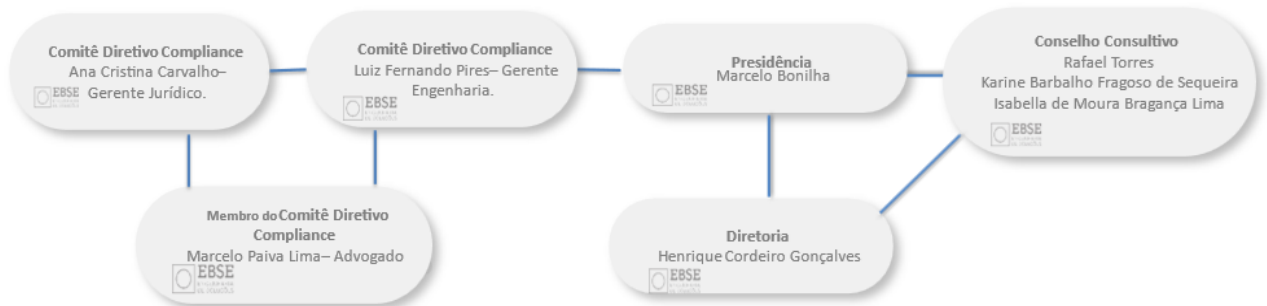 Comitê Diretivo Compliance
Ana Cristina Carvalho–
Gerente Jurídico.
EBSE
Comitê Diretivo Compliance
Luiz Fernando Pires– Gerente
Engenharia.
EBSE
Presidência
Marcelo Bonilha
EBSE
Conselho Consultivo
Rafael Torres
Karine Barbalho Fragoso de Sequeira
Isabella de Moura Bragança Lima
EBSE
Membro do Comitê Diretivo
Compliance
Marcelo Paiva Lima– Advogado
EBSE
Diretoria
Henrique Cordeiro Gonçalves
EBSE